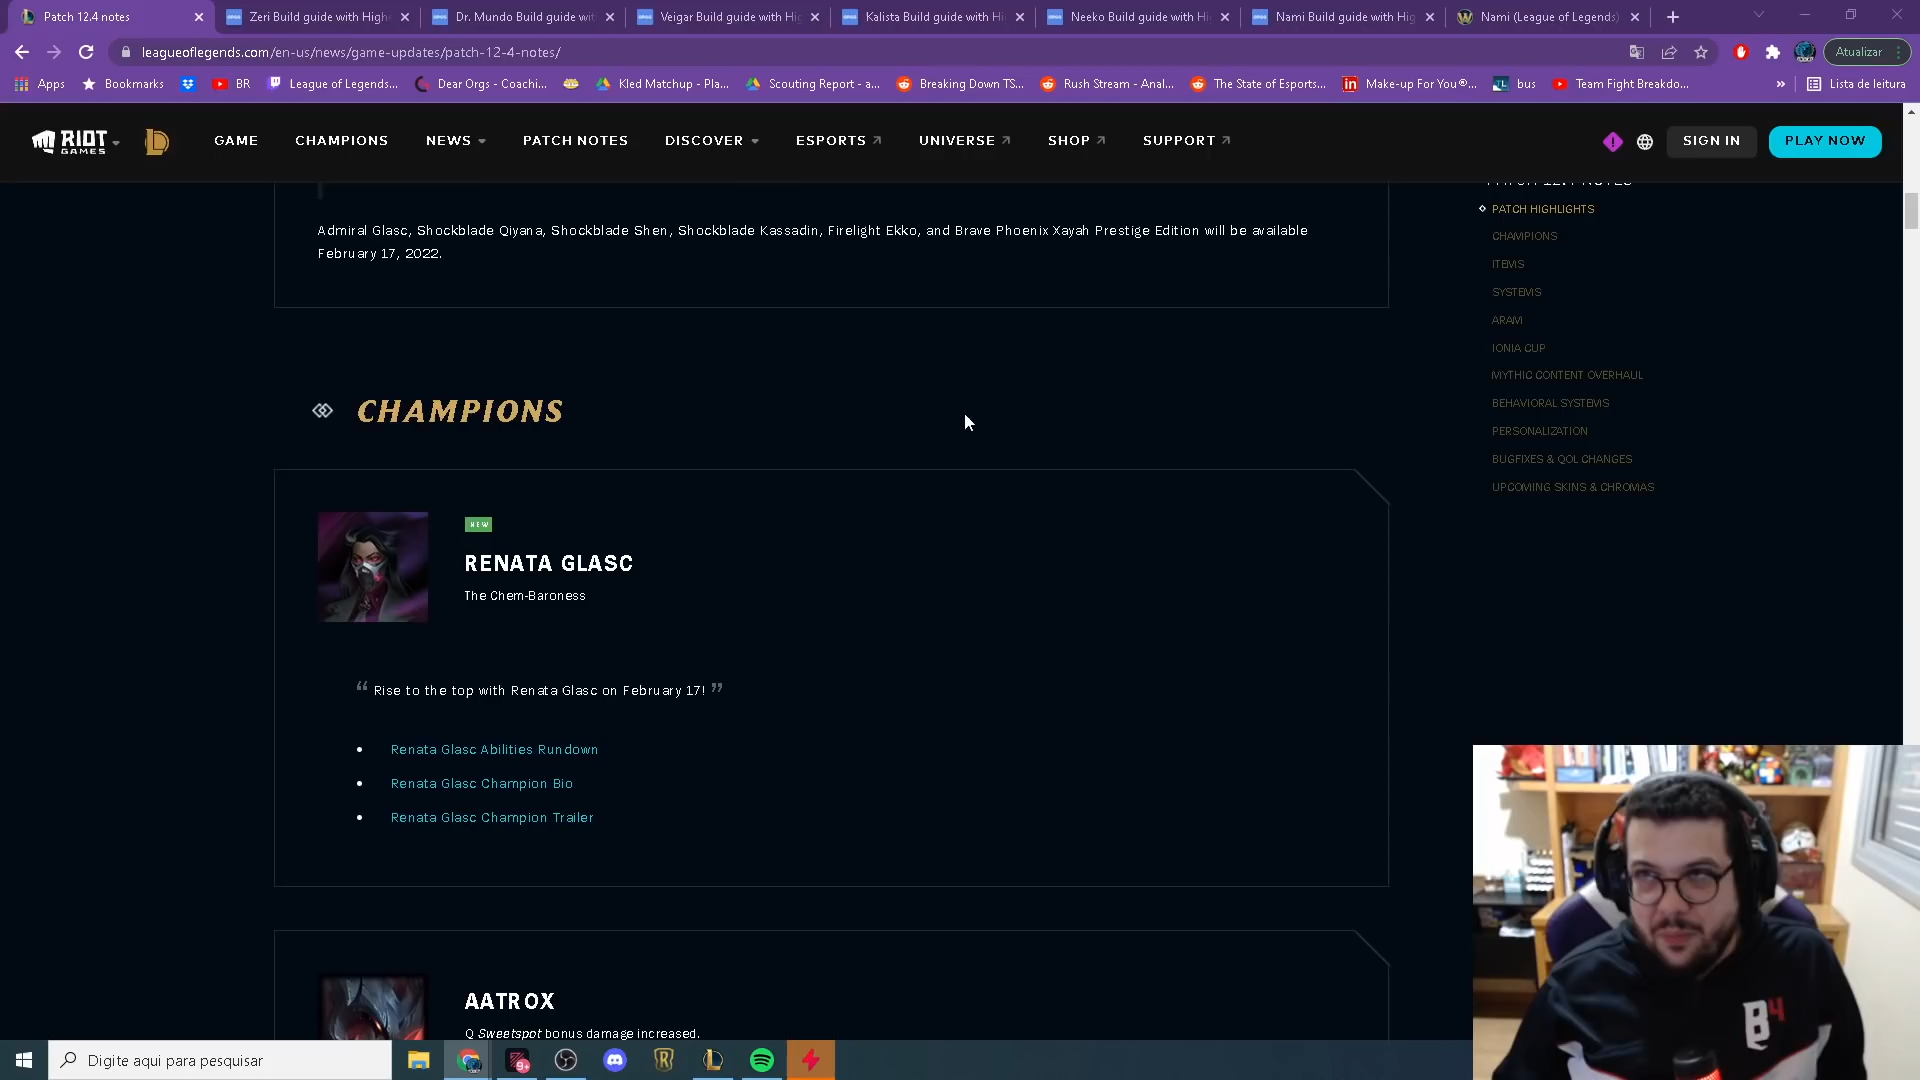 Patch 12.4 notes
Zeri Build guide with High
Dr. Mundo Build guide wit
Veigar Build guide with Hig
Kalista Build guide with Hi
Neeko Build guide with Hi
Nami Build guide with Hig
Nami (League of Legends)
leagueoflegends.com/en-us/news/game-updates/patch-12-4-notes/
Atualizar
Apps
Bookmarks
BR
League of Legends...
Dear Orgs - Coachi...
Kled Matchup - Pla...
Scouting Report - a...
Breaking Down TS...
Rush Stream - Anal...
The State of Esports...
Make-up For You®...
bus
Team Fight Breakdo...
»
Lista de leitura
RIOT GAMES
GAME
CHAMPIONS
NEWS
PATCH NOTES
DISCOVER
ESPORTS
UNIVERSE
SHOP
SUPPORT
SIGN IN
PLAY NOW
PATCH 12.4 NOTES
PATCH HIGHLIGHTS
CHAMPIONS
ITEMS
SYSTEMS
ARAM
IONIA CUP
MYTHIC CONTENT OVERHAUL
BEHAVIORAL SYSTEMS
PERSONALIZATION
BUGFIXES & QOL CHANGES
UPCOMING SKINS & CHROMAS
Admiral Glasc, Shockblade Qiyana, Shockblade Shen, Shockblade Kassadin, Firelight Ekko, and Brave Phoenix Xayah Prestige Edition will be available
February 17, 2022.
CHAMPIONS
NEW
RENATA GLASC
The Chem-Baroness
“ Rise to the top with Renata Glasc on February 17! ”
• Renata Glasc Abilities Rundown
• Renata Glasc Champion Bio
• Renata Glasc Champion Trailer
AATROX
Q Sweetspot bonus damage increased.
B4
Digite aqui para pesquisar
9+